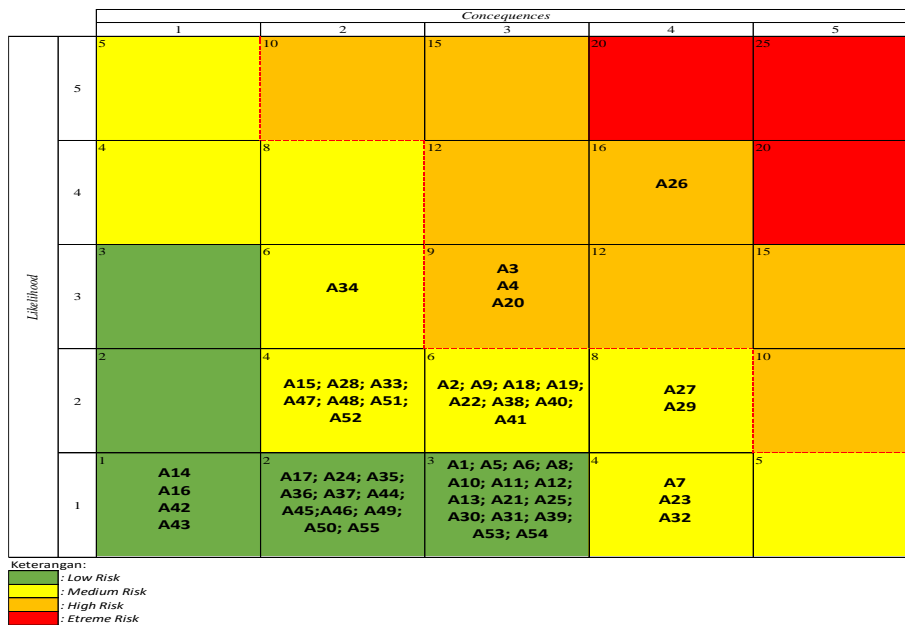 Concequences
1 2 3 4 5
Likelihood
5
5 10 15 20 25
4
4 8 12 16 20
A26
3
3 6 9 12 15
A34
A3
A4
A20
2
2 4 6 8 10
A15; A28; A33;
A47; A48; A51;
A52
A2; A9; A18; A19;
A22; A38; A40;
A41
A27
A29
1
1 2 3 4 5
A14
A16
A42
A43
A17; A24; A35;
A36; A37; A44;
A45;A46; A49;
A50; A55
A1; A5; A6; A8;
A10; A11; A12;
A13; A21; A25;
A30; A31; A39;
A53; A54
A7
A23
A32
Keterangan:
: Low Risk
: Medium Risk
: High Risk
: Etreme Risk